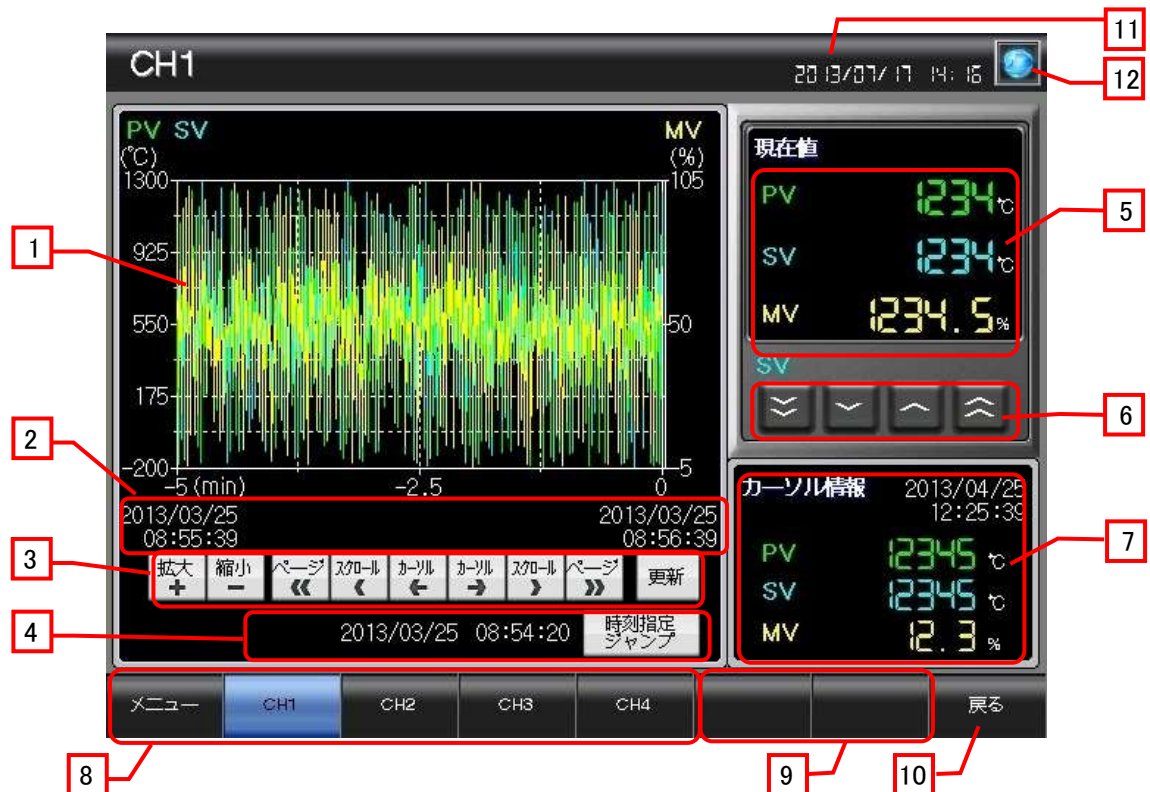 11
CH1
2013/07/17 14:16
12
PV SV MV
(℃) (%)
1300 105
925
550 50
175
-200 -5
-5 (min) -2.5 0
2013/03/25 2013/03/25
08:55:39 08:56:39
拡大 縮小 ページ スクロール カーソル カーソル スクロール ページ 更新
2013/03/25 08:54:20 時刻指定
ジャンプ
現在値
PV 1234 ℃
SV 1234 ℃
MV 1234.5 %
SV
カーソル情報 2013/04/25
12:25:39
PV 12345 ℃
SV 12345 ℃
MV 12.3 %
メニュー CH1 CH2 CH3 CH4 戻る
1
2
3
4
5
6
7
8
9
10